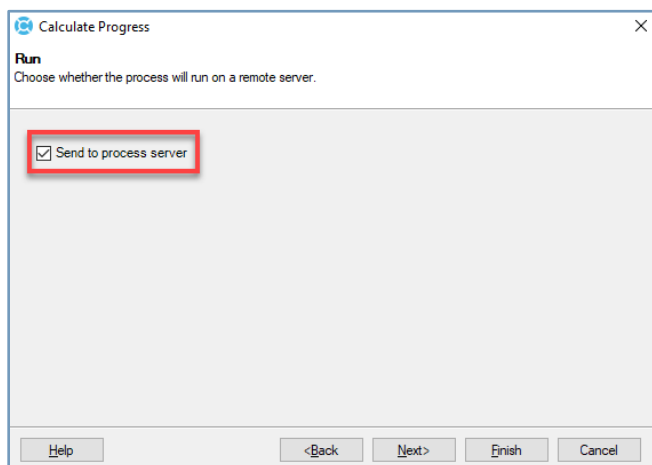 Calculate Progress
Run
Choose whether the process will run on a remote server.
Send to process server
Help
<Back
Next>
Finish
Cancel